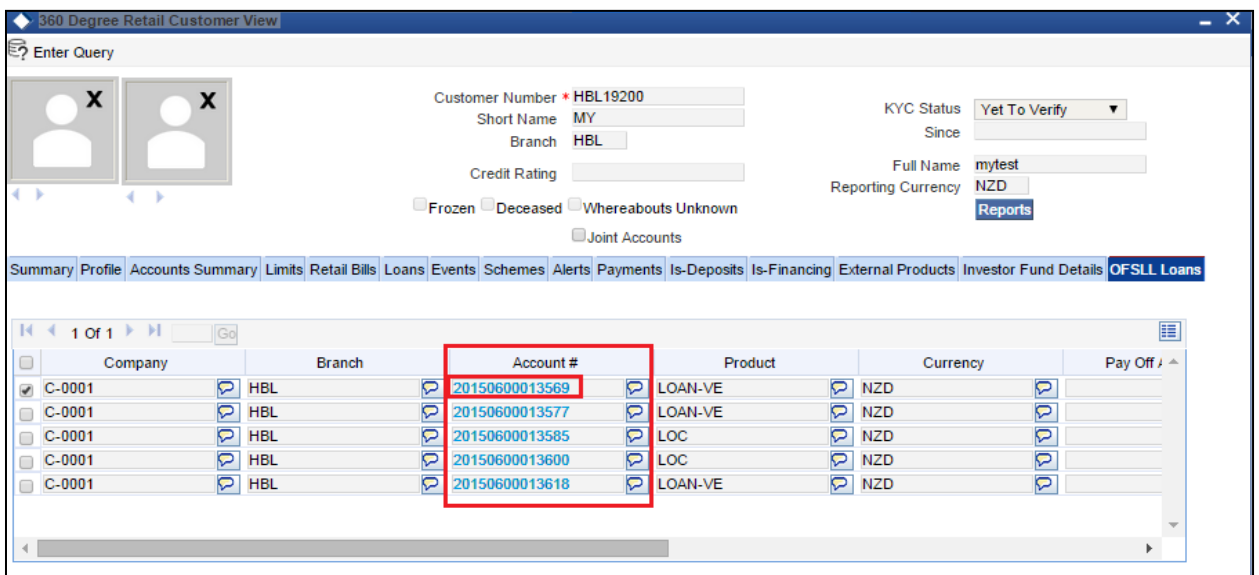 360 Degree Retail Customer View
Enter Query
X X
Customer Number * HBL19200
Short Name MY
Branch HBL
Credit Rating
Frozen Deceased Whereabouts Unknown
Joint Accounts
KYC Status Yet To Verify
Since
Full Name mytest
Reporting Currency NZD
Reports
Summary Profile Accounts Summary Limits Retail Bills Loans Events Schemes Alerts Payments Is-Deposits Is-Financing External Products Investor Fund Details OFSLL Loans
1 Of 1 Go
Company Branch Account # Product Currency Pay Off
C-0001 HBL 20150600013569 LOAN-VE NZD
C-0001 HBL 20150600013577 LOAN-VE NZD
C-0001 HBL 20150600013585 LOC NZD
C-0001 HBL 20150600013600 LOC NZD
C-0001 HBL 20150600013618 LOAN-VE NZD